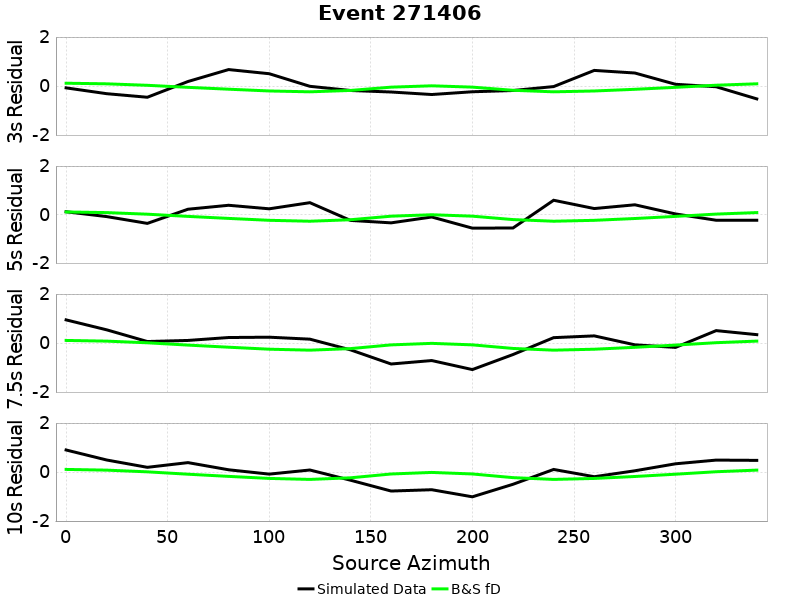 Event 271406
3s Residual
2
0
-2
5s Residual
2
0
-2
7.5s Residual
2
0
-2
10s Residual
2
0
-2
0 50 100 150 200 250 300
Source Azimuth
Simulated Data B&S fD